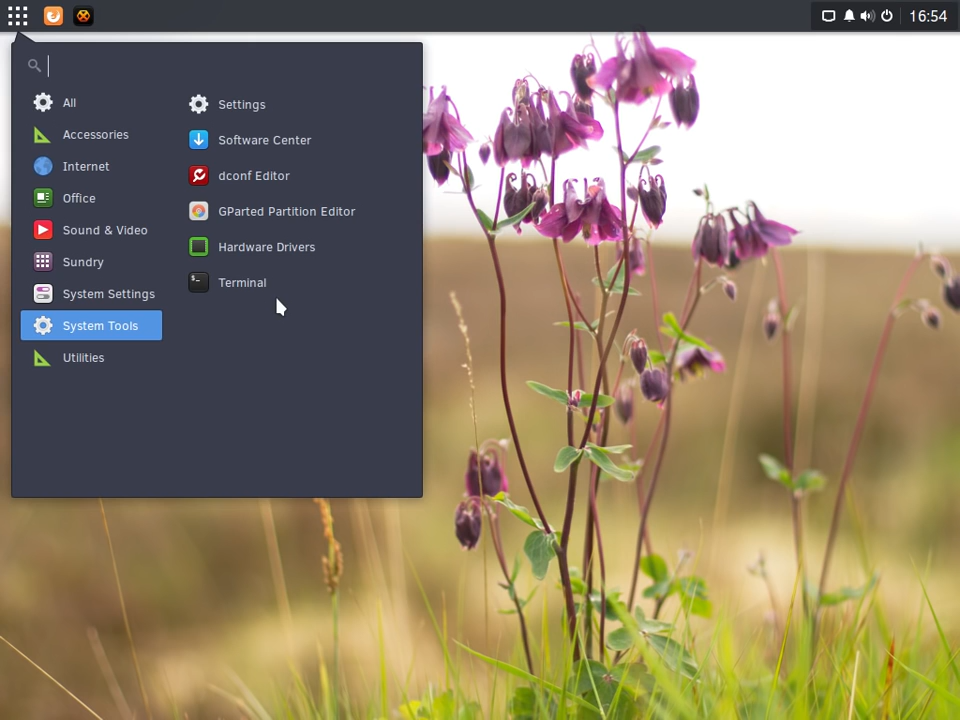 16:54
All
Accessories
Internet
Office
Sound & Video
Sundry
System Settings
System Tools
Utilities
Settings
Software Center
dconf Editor
GParted Partition Editor
Hardware Drivers
Terminal